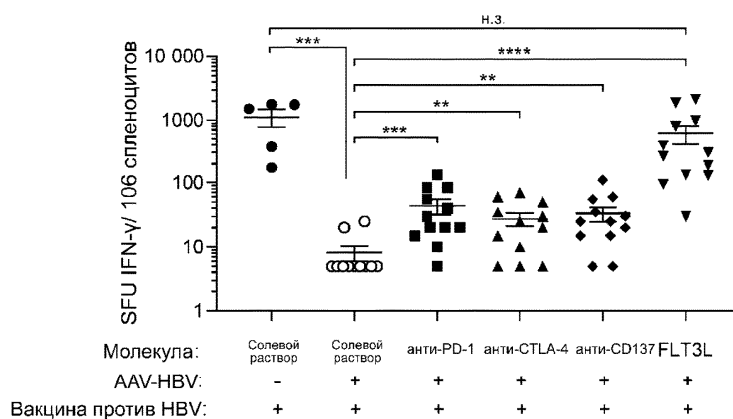 н.з.
10 000
***
****
**
**
***
1000
100
10
1
SFU IFN-γ/ 106 спленоцитов
Молекула: Солевой раствор Солевой раствор анти-PD-1 анти-CTLA-4 анти-CD137 FLT3L
AAV-HBV: - + + + + +
Вакцина против HBV: + + + + + +